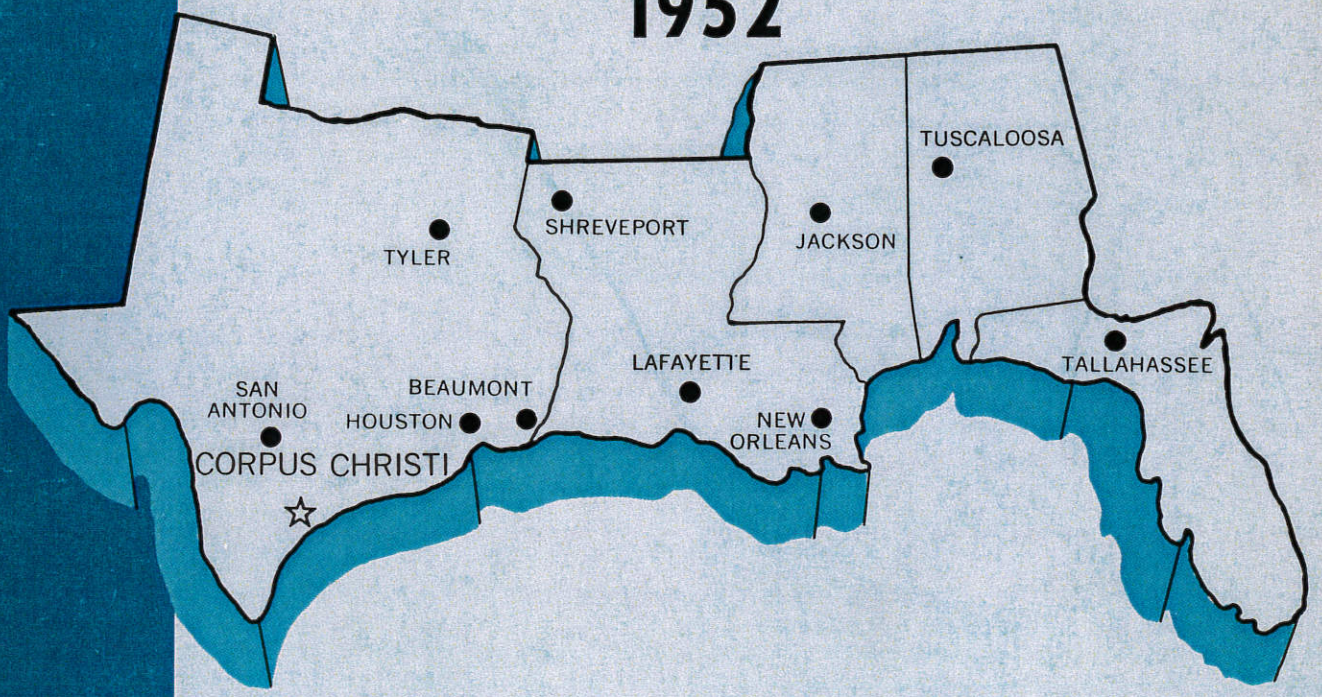 1952
TUSCALOOSA
SHREVEPORT
JACKSON
TYLER
LAFAYETTE
TALLAHASSEE
SAN
ANTONIO
BEAUMONT
HOUSTON
NEW
ORLEANS
CORPUS CHRISTI